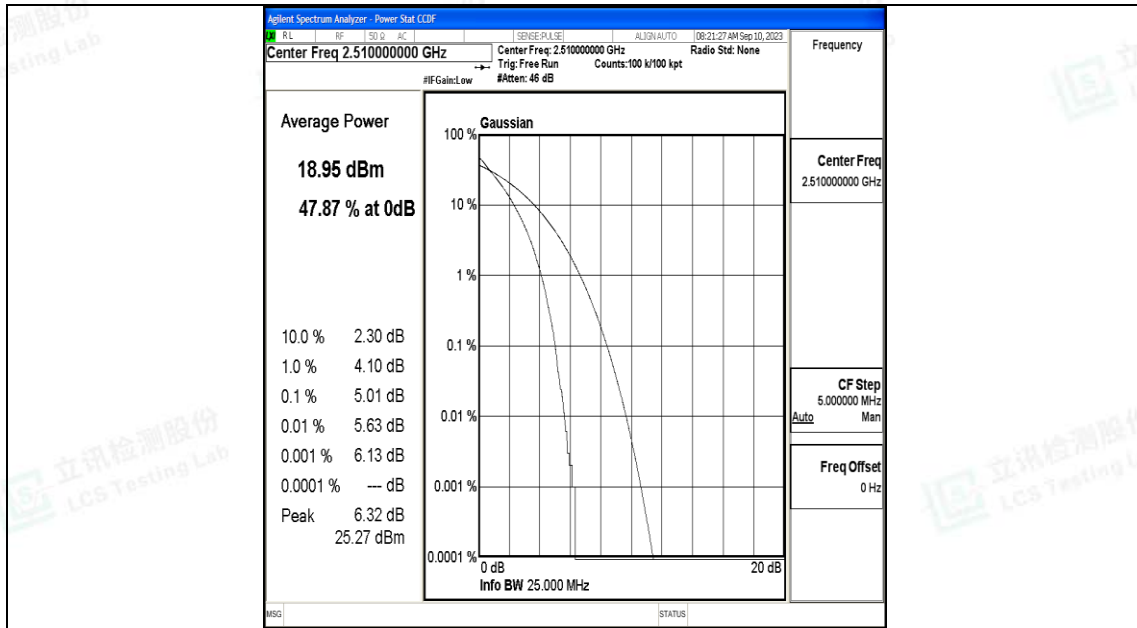 Agilent Spectrum Analyzer - Power Stat CCDF
RL RF 50 Ω AC SENSE:PULSE ALIGN AUTO 08:21:27 AM Sep 10, 2023
Center Freq 2.510000000 GHz
Center Freq: 2.510000000 GHz Radio Std: None
Trig: Free Run Counts:100 k/100 kpt
#IFGain:Low #Atten: 46 dB
Frequency
Average Power
18.95 dBm
47.87 % at 0dB
10.0 % 2.30 dB
1.0 % 4.10 dB
0.1 % 5.01 dB
0.01 % 5.63 dB
0.001 % 6.13 dB
0.0001 % --- dB
Peak 6.32 dB
25.27 dBm
Gaussian
100 %
10 %
1 %
0.1 %
0.01 %
0.001 %
0.0001 %
0 dB 20 dB
Info BW 25.000 MHz
Center Freq
2.510000000 GHz
CF Step
5.000000 MHz
Auto Man
Freq Offset
0 Hz
MSG STATUS
立讯检测股份
LCS Testing Lab
立讯检测股份